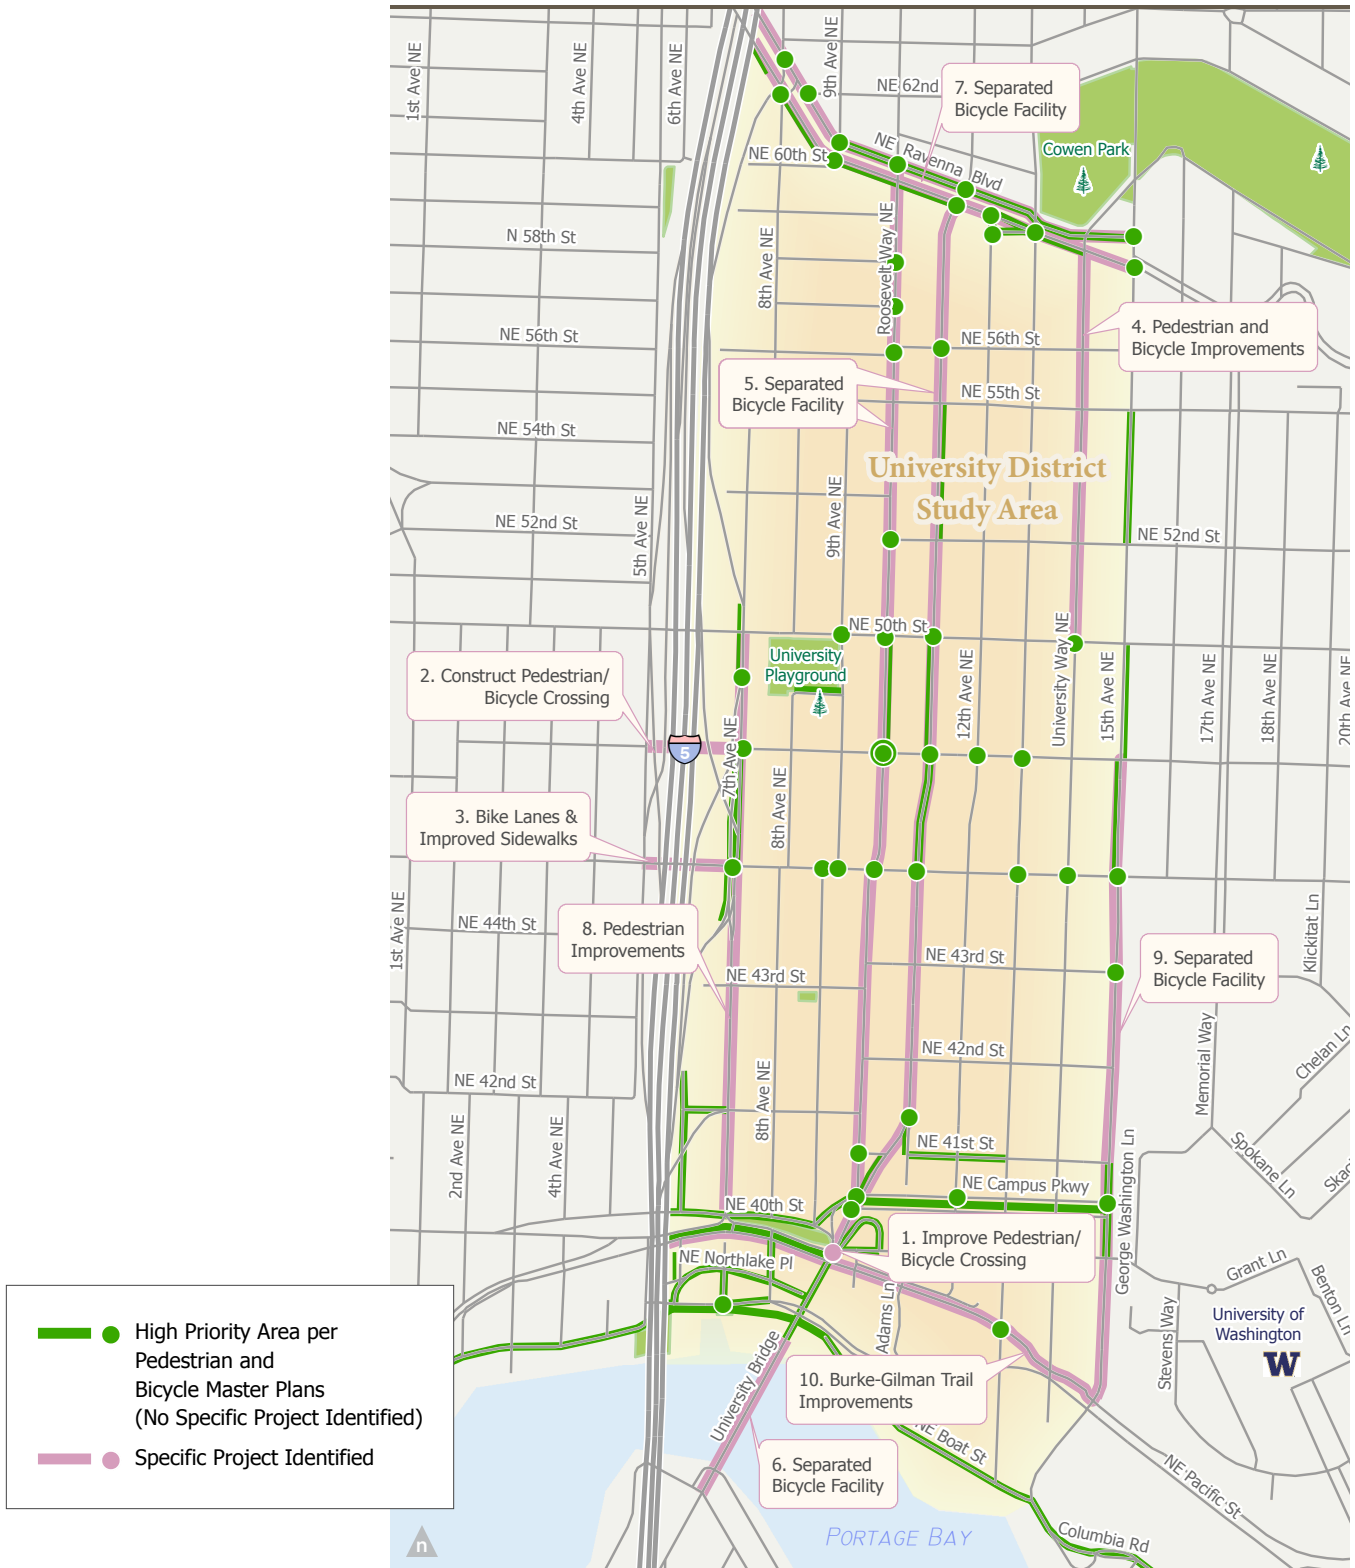 1st Ave NE
4th Ave NE
6th Ave NE
9th Ave NE
NE 62nd
7. Separated
Bicycle Facility
NE Ravenna Blvd
Cowen Park
NE 60th St
N 58th St
8th Ave NE
Roosevelt Way NE
NE 56th St
NE 56th St
4. Pedestrian and
Bicycle Improvements
5. Separated
Bicycle Facility
NE 55th St
NE 54th St
University District
Study Area
NE 52nd St
5th Ave NE
9th Ave NE
NE 52nd St
NE 50th St
University
Playground
2. Construct Pedestrian/
Bicycle Crossing
12th Ave NE
University Way NE
15th Ave NE
17th Ave NE
18th Ave NE
20th Ave NE
5
7th Ave NE
8th Ave NE
3. Bike Lanes &
Improved Sidewalks
1st Ave NE
NE 44th St
8. Pedestrian
Improvements
NE 43rd St
NE 43rd St
9. Separated
Bicycle Facility
Klickitat Ln
Memorial Way
Chelan Ln
NE 42nd St
NE 42nd St
2nd Ave NE
4th Ave NE
8th Ave NE
NE 41st St
George Washington Ln
Spokane Ln
Skag
NE Campus Pkwy
NE 40th St
1. Improve Pedestrian/
Bicycle Crossing
NE Northlake Pl
Grant Ln
Benton Ln
Adams Ln
Stevens Way
University of
Washington
W
University Bridge
10. Burke-Gilman Trail
Improvements
NE Boat St
6. Separated
Bicycle Facility
NE Pacific St
Columbia Rd
PORTAGE BAY
n
High Priority Area per
Pedestrian and
Bicycle Master Plans
(No Specific Project Identified)
Specific Project Identified